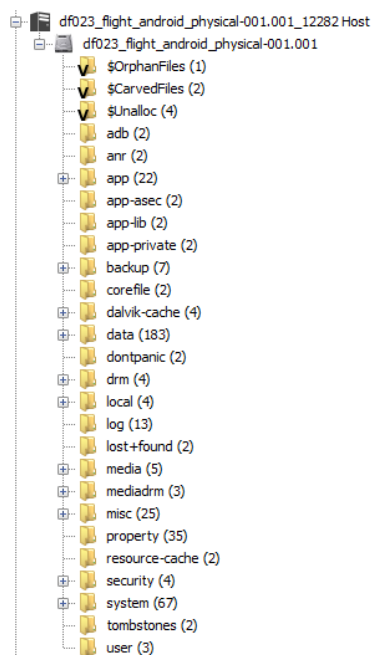 df023_flight_android_physical-001.001_12282 Host
df023_flight_android_physical-001.001
$OrphanFiles (1)
$CarvedFiles (2)
$Unalloc (4)
adb (2)
anr (2)
app (22)
app-asec (2)
app-lib (2)
app-private (2)
backup (7)
corefile (2)
dalvik-cache (4)
data (183)
dontpanic (2)
drm (4)
local (4)
log (13)
lost+found (2)
media (5)
mediadrm (3)
misc (25)
property (35)
resource-cache (2)
security (4)
system (67)
tombstones (2)
user (3)